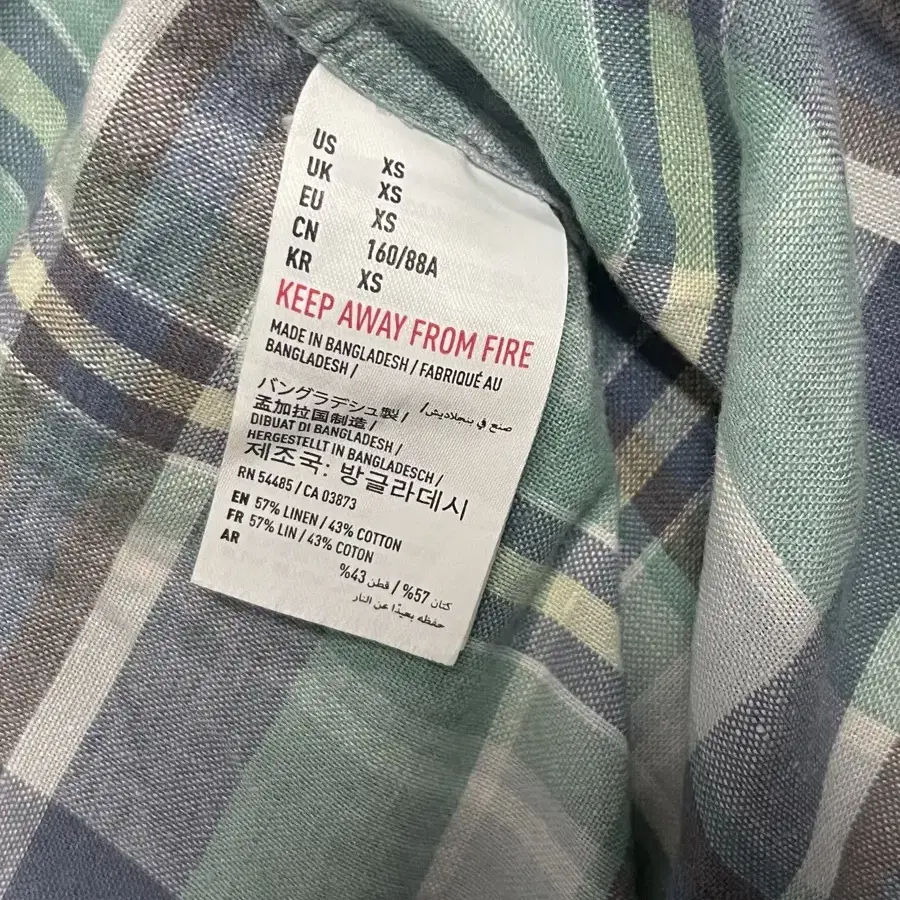 US XS
UK XS
EU XS
CN 160/88A
KR XS
KEEP AWAY FROM FIRE
MADE IN BANGLADESH / FABRIQUÉ AU
BANGLADESH /
バングラデシュ製 / صنع في بنجلاديش/
孟加拉国制造 /
DIBUAT DI BANGLADESH /
HERGESTELLT IN BANGLADESCH /
제조국: 방글라데시
RN 54485 / CA 03873
EN 57% LINEN / 43% COTTON
FR 57% LIN / 43% COTON
AR
كتان 57% / قطن 43%
حفظه بعيدًا عن النار